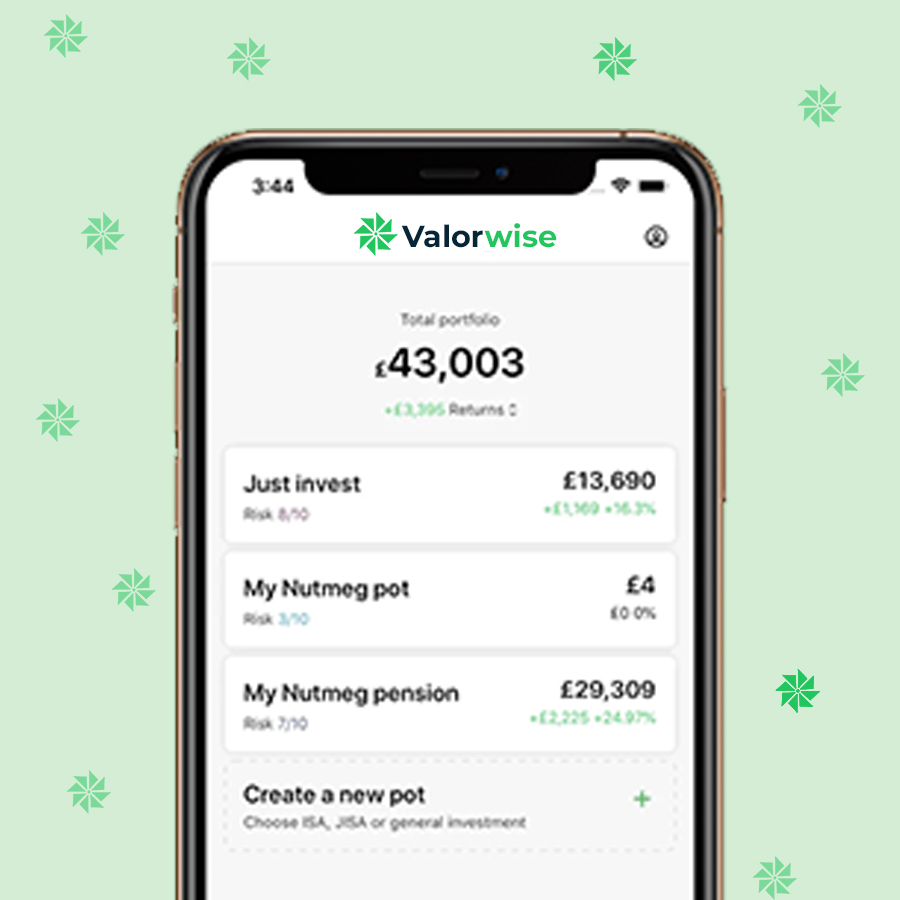 3:44
Valorwise
Total portfolio
£43,003
+£3,395 Returns
Just invest
£13,690
Risk 8/10
+£1,169 +16.3%
My Nutmeg pot
£4
Risk 3/10
£0 0%
My Nutmeg pension
£29,309
Risk 7/10
+£2,225 +24.97%
Create a new pot
+
Choose ISA, JISA or general investment